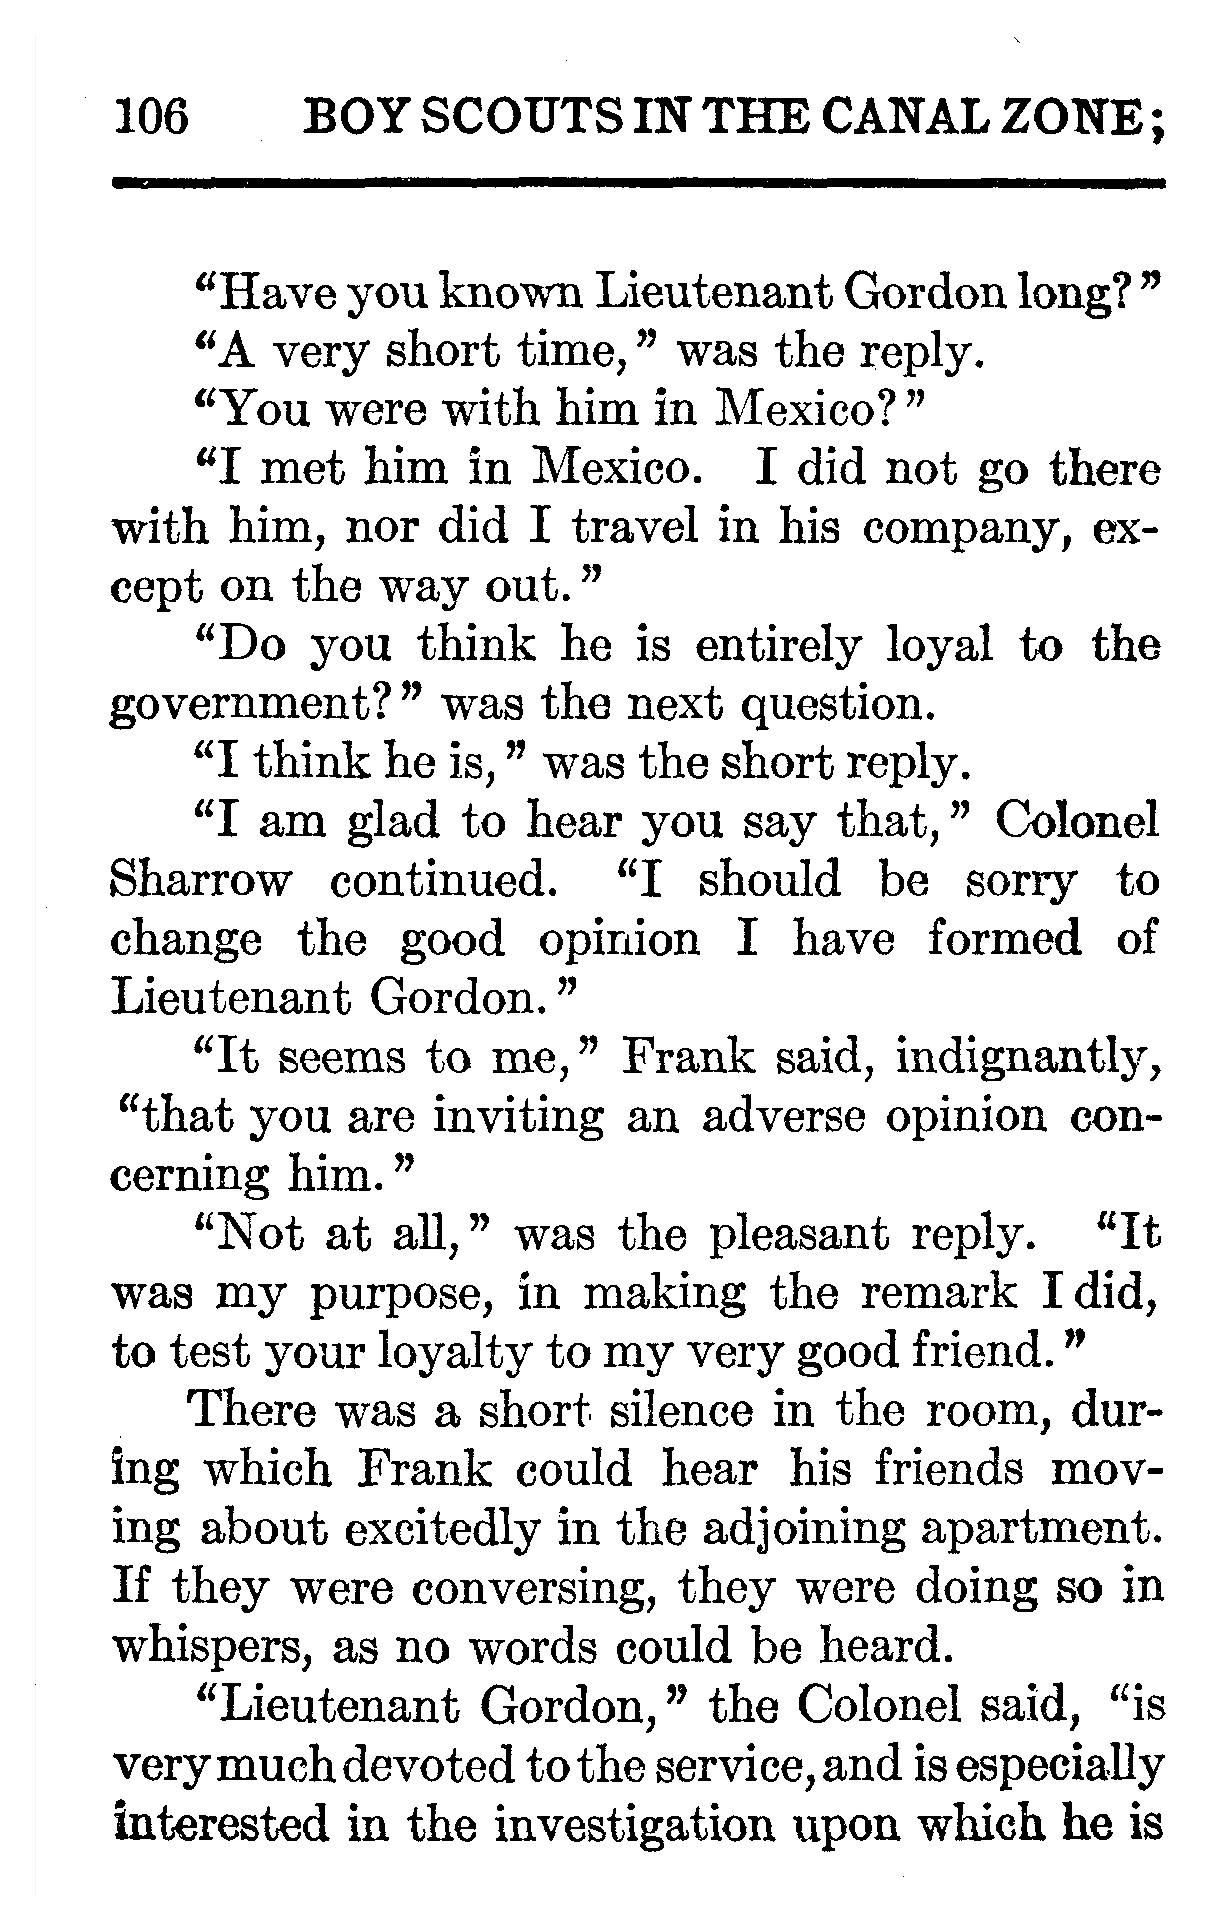 106 BOY SCOUTS IN THE CANAL ZONE;
“Have you known Lieutenant Gordon long?”
“A very short time,” was the reply.
“You were with him in Mexico?”
“I met him in Mexico. I did not go there
with him, nor did I travel in his company, ex-
cept on the way out.”
“Do you think he is entirely loyal to the
government?” was the next question.
“I think he is,” was the short reply.
“I am glad to hear you say that,” Colonel
Sharrow continued. “I should be sorry to
change the good opinion I have formed of
Lieutenant Gordon.”
“It seems to me,” Frank said, indignantly,
“that you are inviting an adverse opinion con-
cerning him.”
“Not at all,” was the pleasant reply. “It
was my purpose, in making the remark I did,
to test your loyalty to my very good friend.”
There was a short silence in the room, dur-
ing which Frank could hear his friends mov-
ing about excitedly in the adjoining apartment.
If they were conversing, they were doing so in
whispers, as no words could be heard.
“Lieutenant Gordon,” the Colonel said, “is
very much devoted to the service, and is especially
interested in the investigation upon which he is